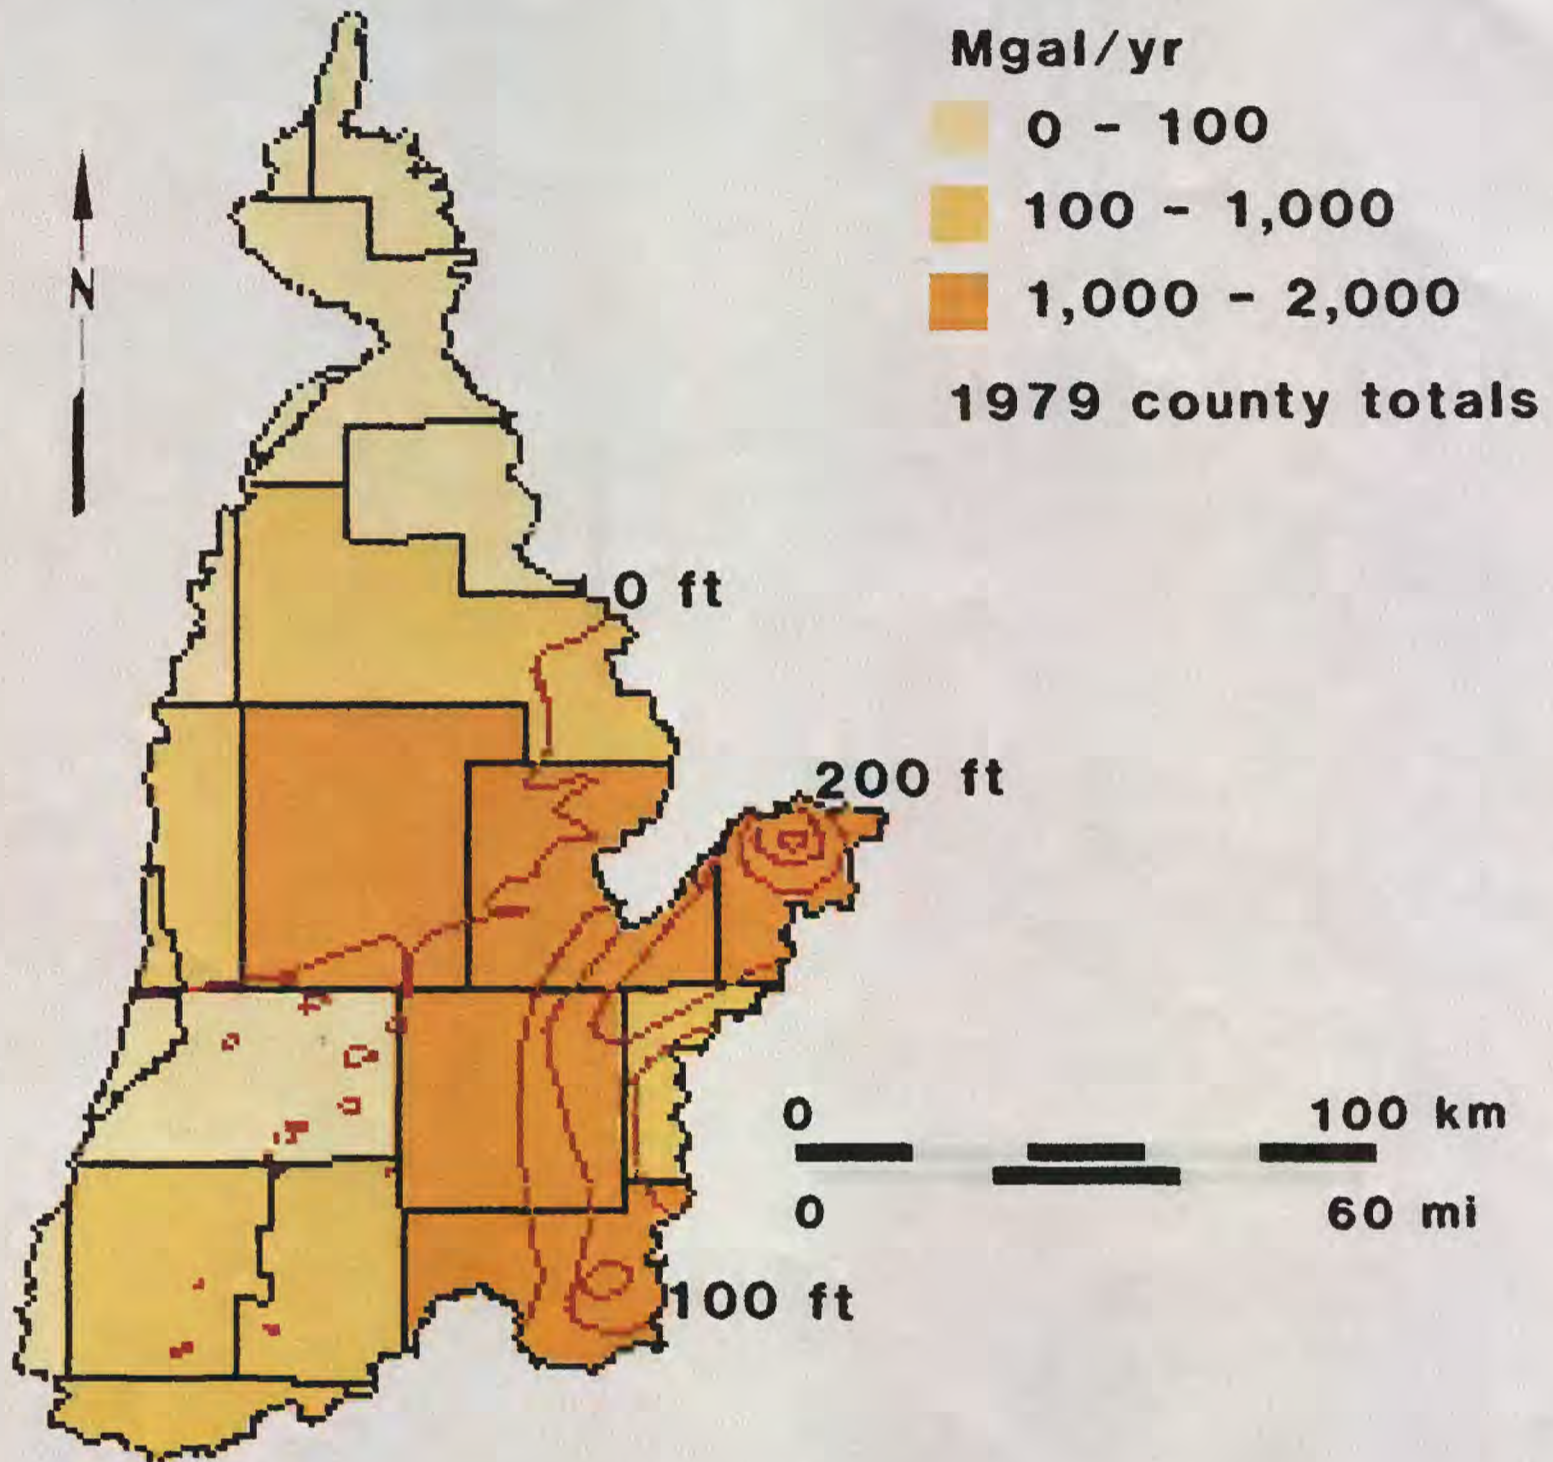 Mgal/yr
0 - 100
100 - 1,000
1,000 - 2,000
1979 county totals
N
0 ft
200 ft
0 100 km
0 60 mi
100 ft